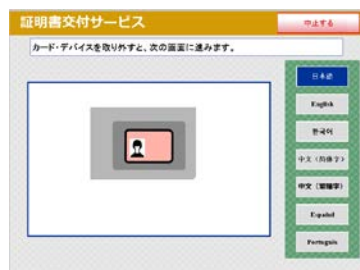 証明書交付サービス
中止する
カード・デバイスを取り外すと、次の画面に進みます。
日本語
English
한국어
中文（简体字）
中文（繁體字）
Español
Português